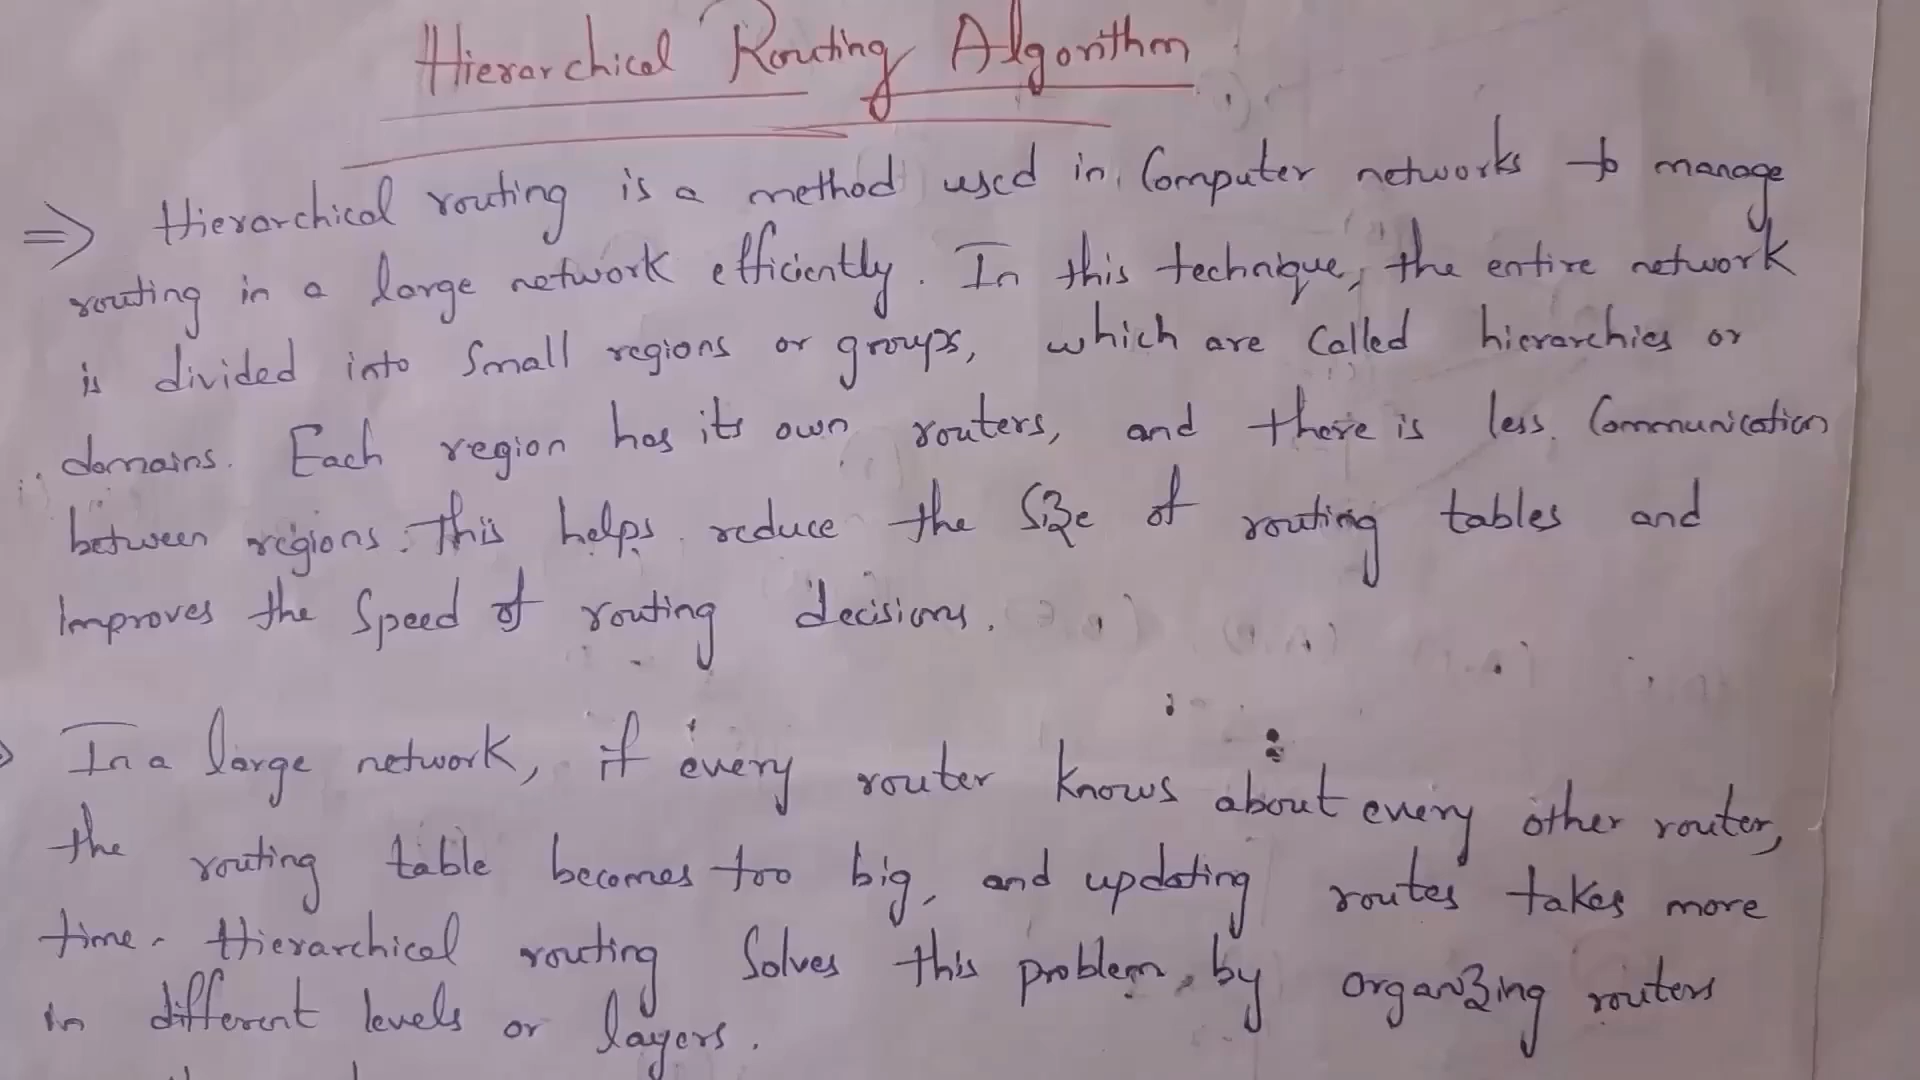 Hierarchical Routing Algorithm
=> Hierarchical routing is a method used in Computer networks to manage
routing in a large network efficiently. In this technique, the entire network
is divided into small regions or groups, which are called hierarchies or
domains. Each region has its own routers, and there is less Communication
between regions. this helps reduce the size of routing tables and
Improves the speed of routing decisions.
In a large network, if every router knows about every other router,
the routing table becomes too big, and updating routes takes more
time. Hierarchical routing solves this problem, by organizing routers
in different levels or layers.